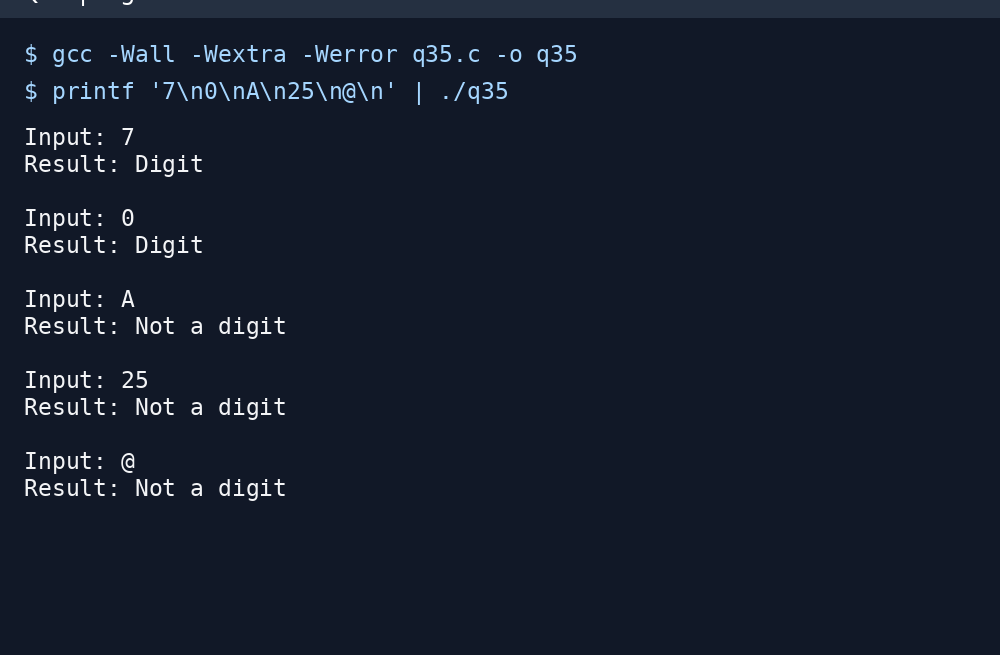 $ gcc -Wall -Wextra -Werror q35.c -o q35
$ printf '7\n0\nA\n25\n@\n' | ./q35
Input: 7
Result: Digit
Input: 0
Result: Digit
Input: A
Result: Not a digit
Input: 25
Result: Not a digit
Input: @
Result: Not a digit